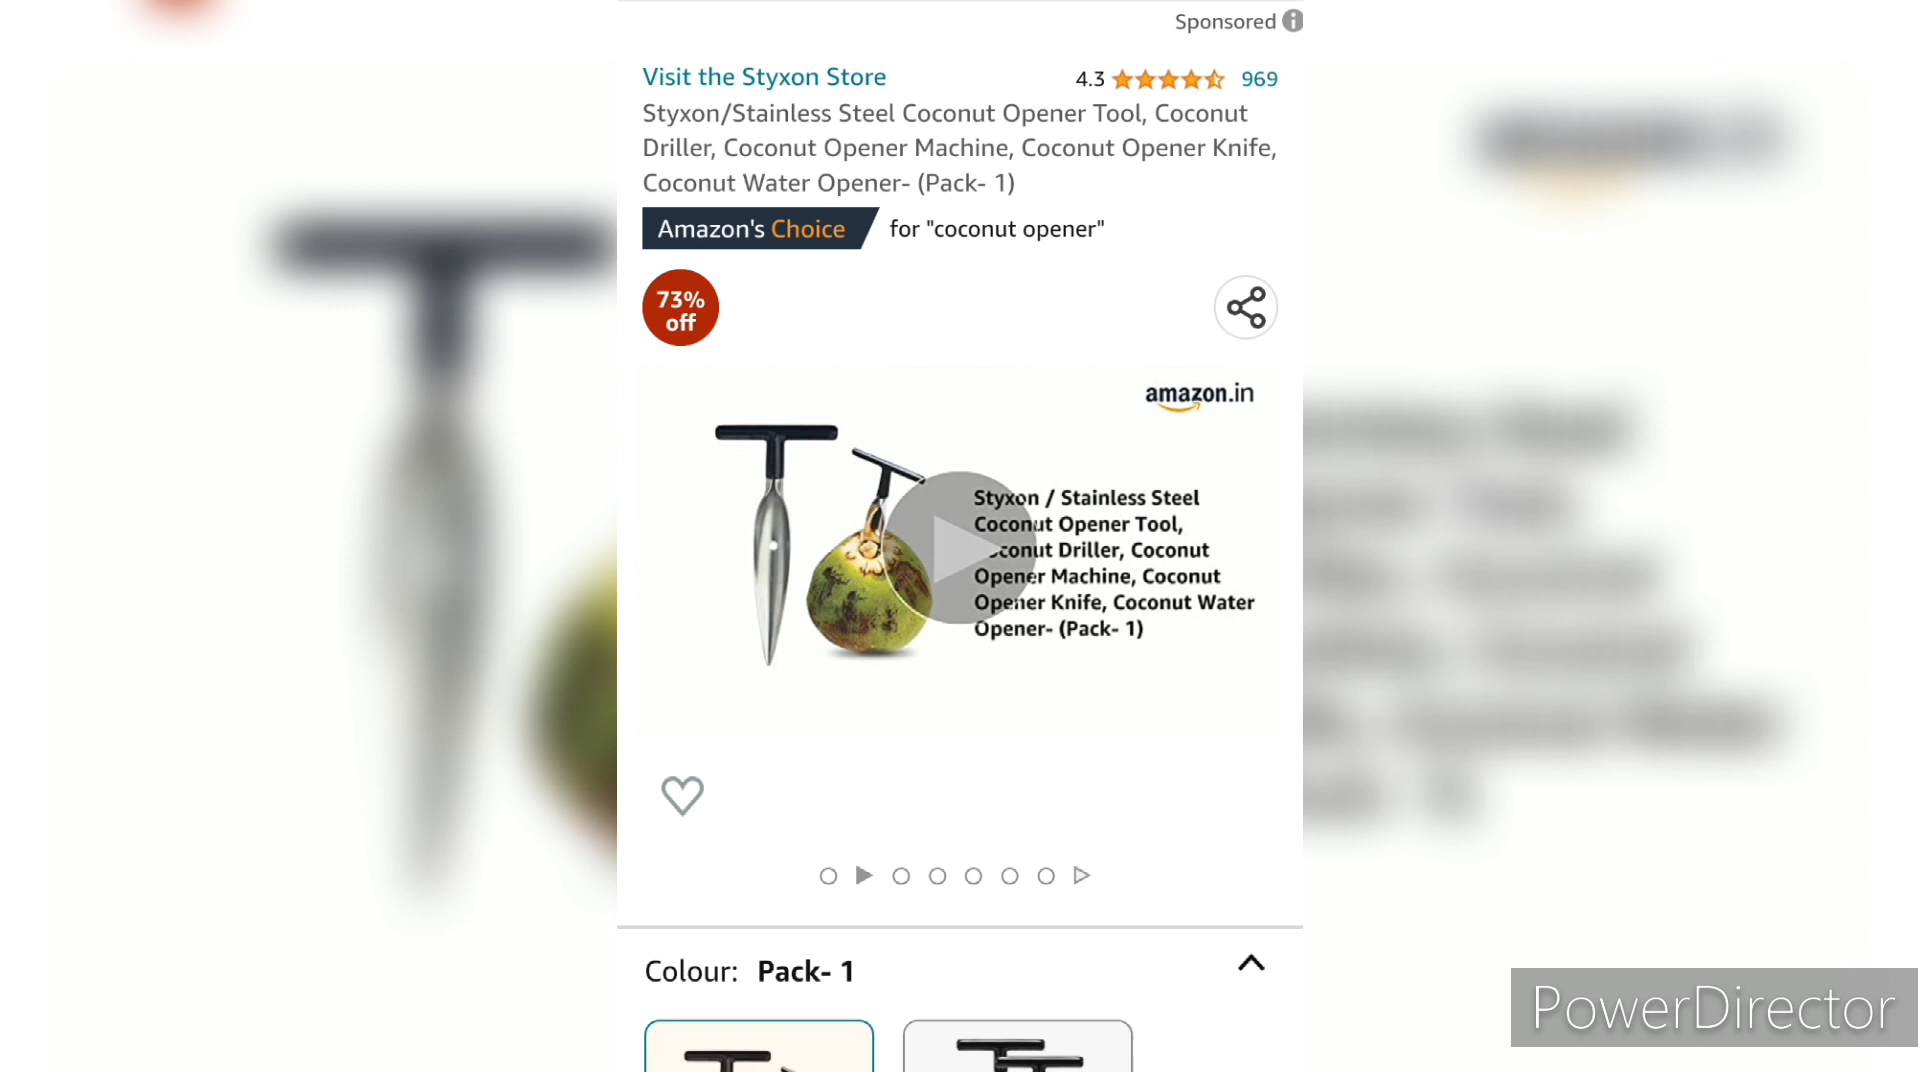 Sponsored
Visit the Styxon Store
4.3 969
Styxon/Stainless Steel Coconut Opener Tool, Coconut
Driller, Coconut Opener Machine, Coconut Opener Knife,
Coconut Water Opener- (Pack- 1)
Amazon's Choice for "coconut opener"
73%
off
amazon.in
Styxon / Stainless Steel
Coconut Opener Tool,
Coconut Driller, Coconut
Opener Machine, Coconut
Opener Knife, Coconut Water
Opener- (Pack- 1)
Colour: Pack- 1
PowerDirector